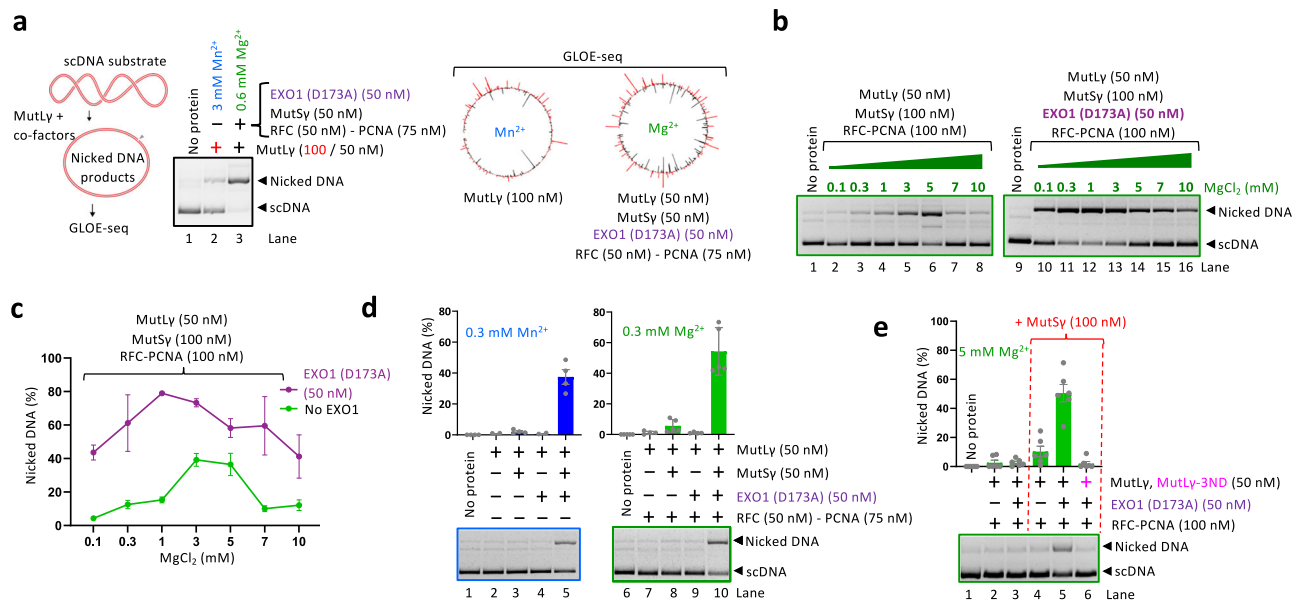 a
scDNA substrate
MutLγ +
co-factors
Nicked DNA
products
GLOE-seq
No protein
3 mM Mn²⁺
0.6 mM Mg²⁺
− +
EXO1 (D173A) (50 nM)
MutSγ (50 nM)
RFC (50 nM) - PCNA (75 nM)
+ + MutLγ (100 / 50 nM)
Nicked DNA
scDNA
1 2 3 Lane
GLOE-seq
Mn²⁺
MutLγ (100 nM)
Mg²⁺
MutLγ (50 nM)
MutSγ (50 nM)
EXO1 (D173A) (50 nM)
RFC (50 nM) - PCNA (75 nM)
b
MutLγ (50 nM)
MutSγ (100 nM)
RFC-PCNA (100 nM)
No protein
0.1 0.3 1 3 5 7 10
1 2 3 4 5 6 7 8
MutLγ (50 nM)
MutSγ (100 nM)
EXO1 (D173A) (50 nM)
RFC-PCNA (100 nM)
No protein
0.1 0.3 1 3 5 7 10 MgCl₂ (mM)
Nicked DNA
scDNA
9 10 11 12 13 14 15 16 Lane
c
MutLγ (50 nM)
MutSγ (100 nM)
RFC-PCNA (100 nM)
EXO1 (D173A)
(50 nM)
No EXO1
Nicked DNA (%)
100
80
60
40
20
0
0.1 0.3 1 3 5 7 10
MgCl₂ (mM)
d
Nicked DNA (%)
80
60
40
20
0
0.3 mM Mn²⁺
80
60
40
20
0
0.3 mM Mg²⁺
No protein + + + + No protein + + + + MutLγ (50 nM)
− + − + − + − + MutSγ (50 nM)
− − + + − − + + EXO1 (D173A) (50 nM)
− − − − + + + + RFC (50 nM) - PCNA (75 nM)
Nicked DNA
scDNA
1 2 3 4 5 6 7 8 9 10 Lane
e
+ MutSγ (100 nM)
5 mM Mg²⁺
Nicked DNA (%)
100
80
60
40
20
0
No protein
+ + + + + MutLγ, MutLγ-3ND (50 nM)
− + − + + EXO1 (D173A) (50 nM)
+ + + + + RFC-PCNA (100 nM)
Nicked DNA
scDNA
1 2 3 4 5 6 Lane